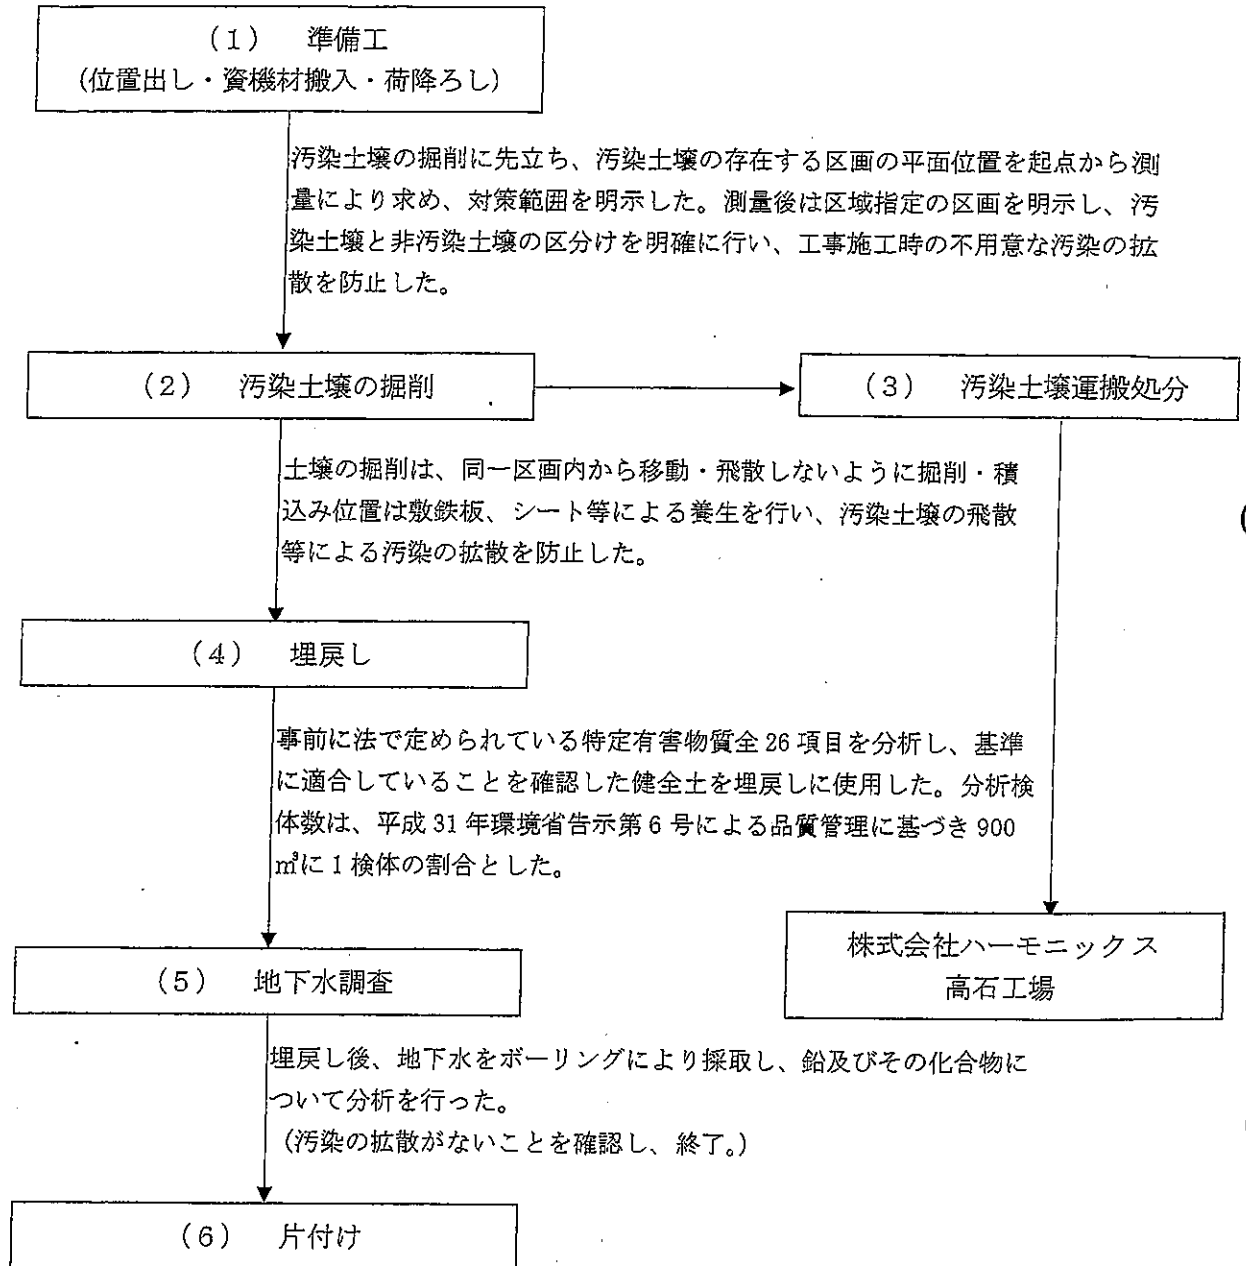 (1) 準備工
(位置出し・資機材搬入・荷降ろし)
汚染土壌の掘削に先立ち、汚染土壌の存在する区画の平面位置を起点から測
量により求め、対策範囲を明示した。測量後は区域指定の区画を明示し、汚
染土壌と非汚染土壌の区分けを明確に行い、工事施工時の不用意な汚染の拡
散を防止した。
(2) 汚染土壌の掘削
(3) 汚染土壌運搬処分
土壌の掘削は、同一区画内から移動・飛散しないように掘削・積
込み位置は敷鉄板、シート等による養生を行い、汚染土壌の飛散
等による汚染の拡散を防止した。
(4) 埋戻し
事前に法で定められている特定有害物質全26項目を分析し、基準
に適合していることを確認した健全土を埋戻しに使用した。分析検
体数は、平成31年環境省告示第6号による品質管理に基づき900
㎥に1検体の割合とした。
株式会社ハーモニックス
高石工場
(5) 地下水調査
埋戻し後、地下水をボーリングにより採取し、鉛及びその化合物に
ついて分析を行った。
(汚染の拡散がないことを確認し、終了。)
(6) 片付け